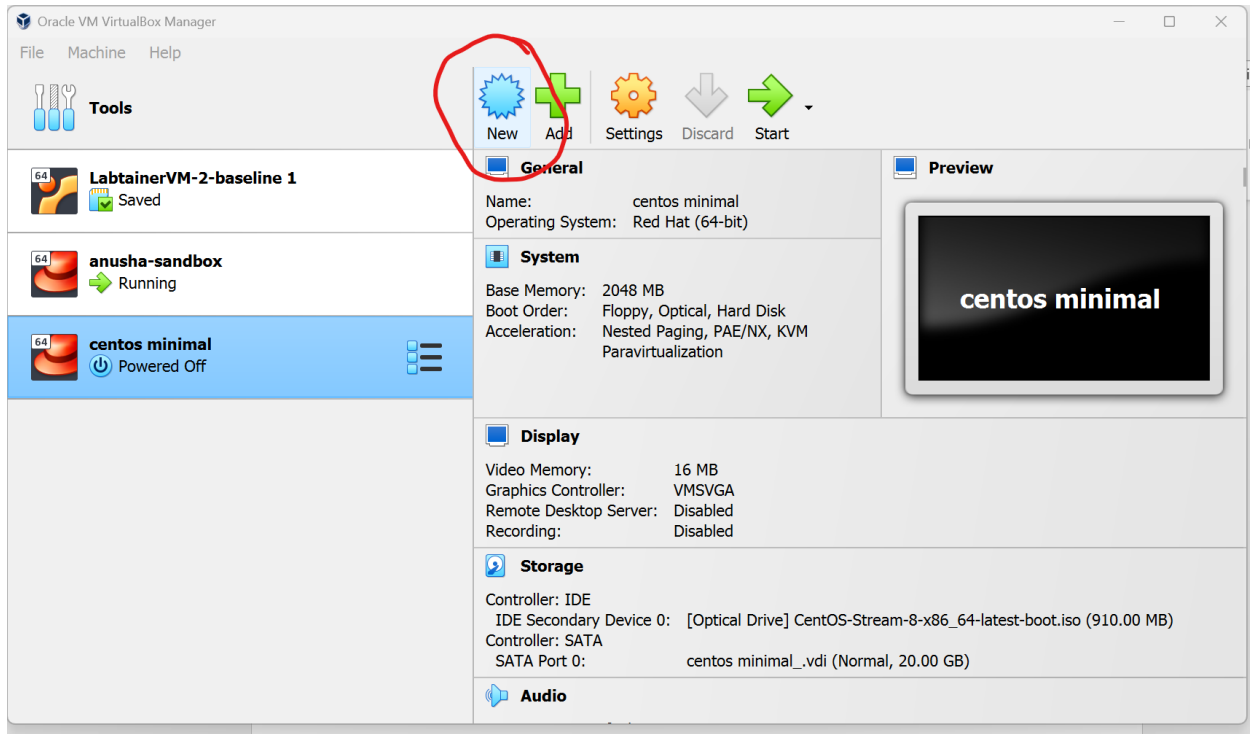 Oracle VM VirtualBox Manager
File Machine Help
Tools
New Add Settings Discard Start
64 LabtainerVM-2-baseline 1
Saved
64 anusha-sandbox
Running
64 centos minimal
Powered Off
General
Name: centos minimal
Operating System: Red Hat (64-bit)
System
Base Memory: 2048 MB
Boot Order: Floppy, Optical, Hard Disk
Acceleration: Nested Paging, PAE/NX, KVM
Paravirtualization
Preview
centos minimal
Display
Video Memory: 16 MB
Graphics Controller: VMSVGA
Remote Desktop Server: Disabled
Recording: Disabled
Storage
Controller: IDE
IDE Secondary Device 0: [Optical Drive] CentOS-Stream-8-x86_64-latest-boot.iso (910.00 MB)
Controller: SATA
SATA Port 0: centos minimal_.vdi (Normal, 20.00 GB)
Audio